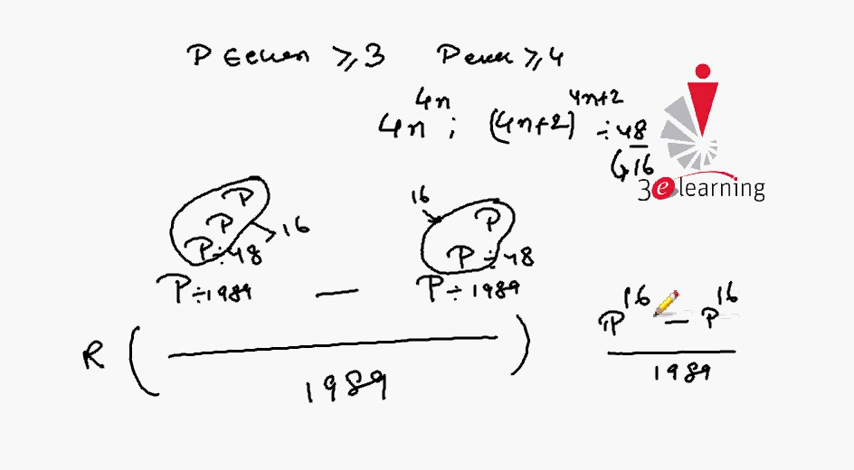 P Even ≥ 3 P even ≥ 4
4n^4n ; (4n+2)^4n+2 ÷ 48
↳16
3elearning
P P
P 16 16
P÷48 P÷48
P÷1989 — P÷1989
P^16 — P^16
R ( ) 1989
1989